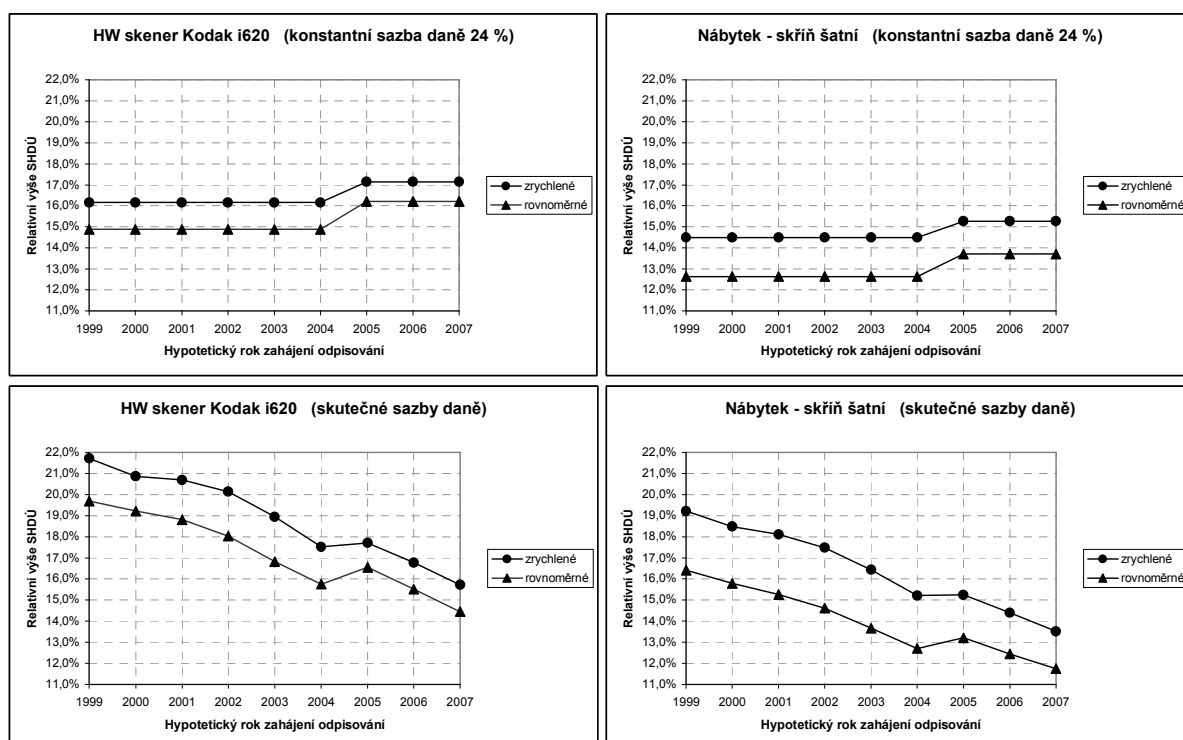 HW skener Kodak i620   (konstantní sazba daně 24 %)
Relativní výše SHDÚ
22,0%
21,0%
20,0%
19,0%
18,0%
17,0%
16,0%
15,0%
14,0%
13,0%
12,0%
11,0%
1999 2000 2001 2002 2003 2004 2005 2006 2007
Hypotetický rok zahájení odpisování
zrychlené
rovnoměrné
Nábytek - skříň šatní   (konstantní sazba daně 24 %)
Relativní výše SHDÚ
22,0%
21,0%
20,0%
19,0%
18,0%
17,0%
16,0%
15,0%
14,0%
13,0%
12,0%
11,0%
1999 2000 2001 2002 2003 2004 2005 2006 2007
Hypotetický rok zahájení odpisování
zrychlené
rovnoměrné
HW skener Kodak i620   (skutečné sazby daně)
Relativní výše SHDÚ
22,0%
21,0%
20,0%
19,0%
18,0%
17,0%
16,0%
15,0%
14,0%
13,0%
12,0%
11,0%
1999 2000 2001 2002 2003 2004 2005 2006 2007
Hypotetický rok zahájení odpisování
zrychlené
rovnoměrné
Nábytek - skříň šatní   (skutečné sazby daně)
Relativní výše SHDÚ
22,0%
21,0%
20,0%
19,0%
18,0%
17,0%
16,0%
15,0%
14,0%
13,0%
12,0%
11,0%
1999 2000 2001 2002 2003 2004 2005 2006 2007
Hypotetický rok zahájení odpisování
zrychlené
rovnoměrné